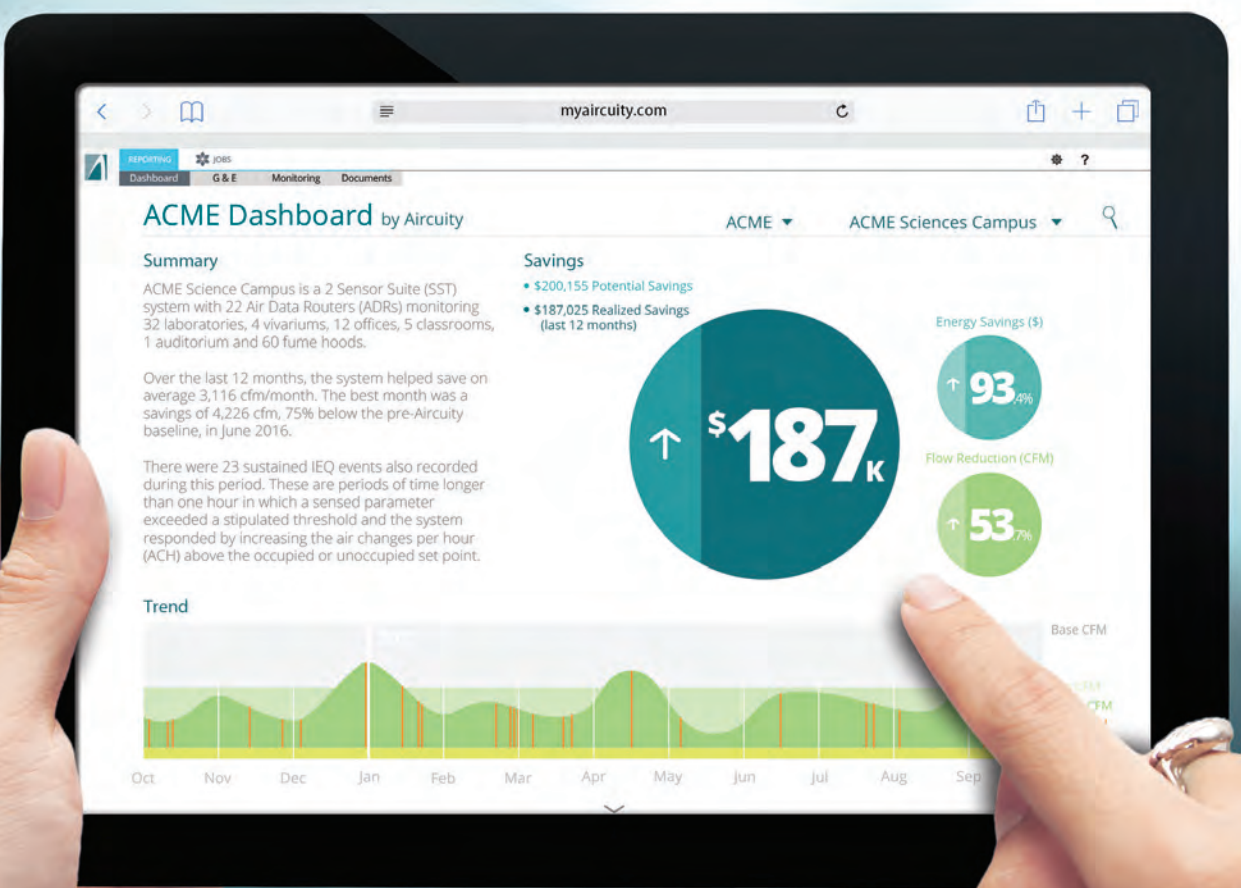 myaircuity.com
REPORTING JOBS ?
Dashboard G & E Monitoring Documents
ACME Dashboard by Aircuity
ACME ACME Sciences Campus
Summary
ACME Science Campus is a 2 Sensor Suite (SST)
system with 22 Air Data Routers (ADRs) monitoring
32 laboratories, 4 vivariums, 12 offices, 5 classrooms,
1 auditorium and 60 fume hoods.
Over the last 12 months, the system helped save on
average 3,116 cfm/month. The best month was a
savings of 4,226 cfm, 75% below the pre-Aircuity
baseline, in June 2016.
There were 23 sustained IEQ events also recorded
during this period. These are periods of time longer
than one hour in which a sensed parameter
exceeded a stipulated threshold and the system
responded by increasing the air changes per hour
(ACH) above the occupied or unoccupied set point.
Savings
• $200,155 Potential Savings
• $187,025 Realized Savings
(last 12 months)
$187K
Energy Savings ($)
93.4%
Flow Reduction (CFM)
53.7%
Trend
Base CFM
CFM
Oct Nov Dec Jan Feb Mar Apr May Jun Jul Aug Sep